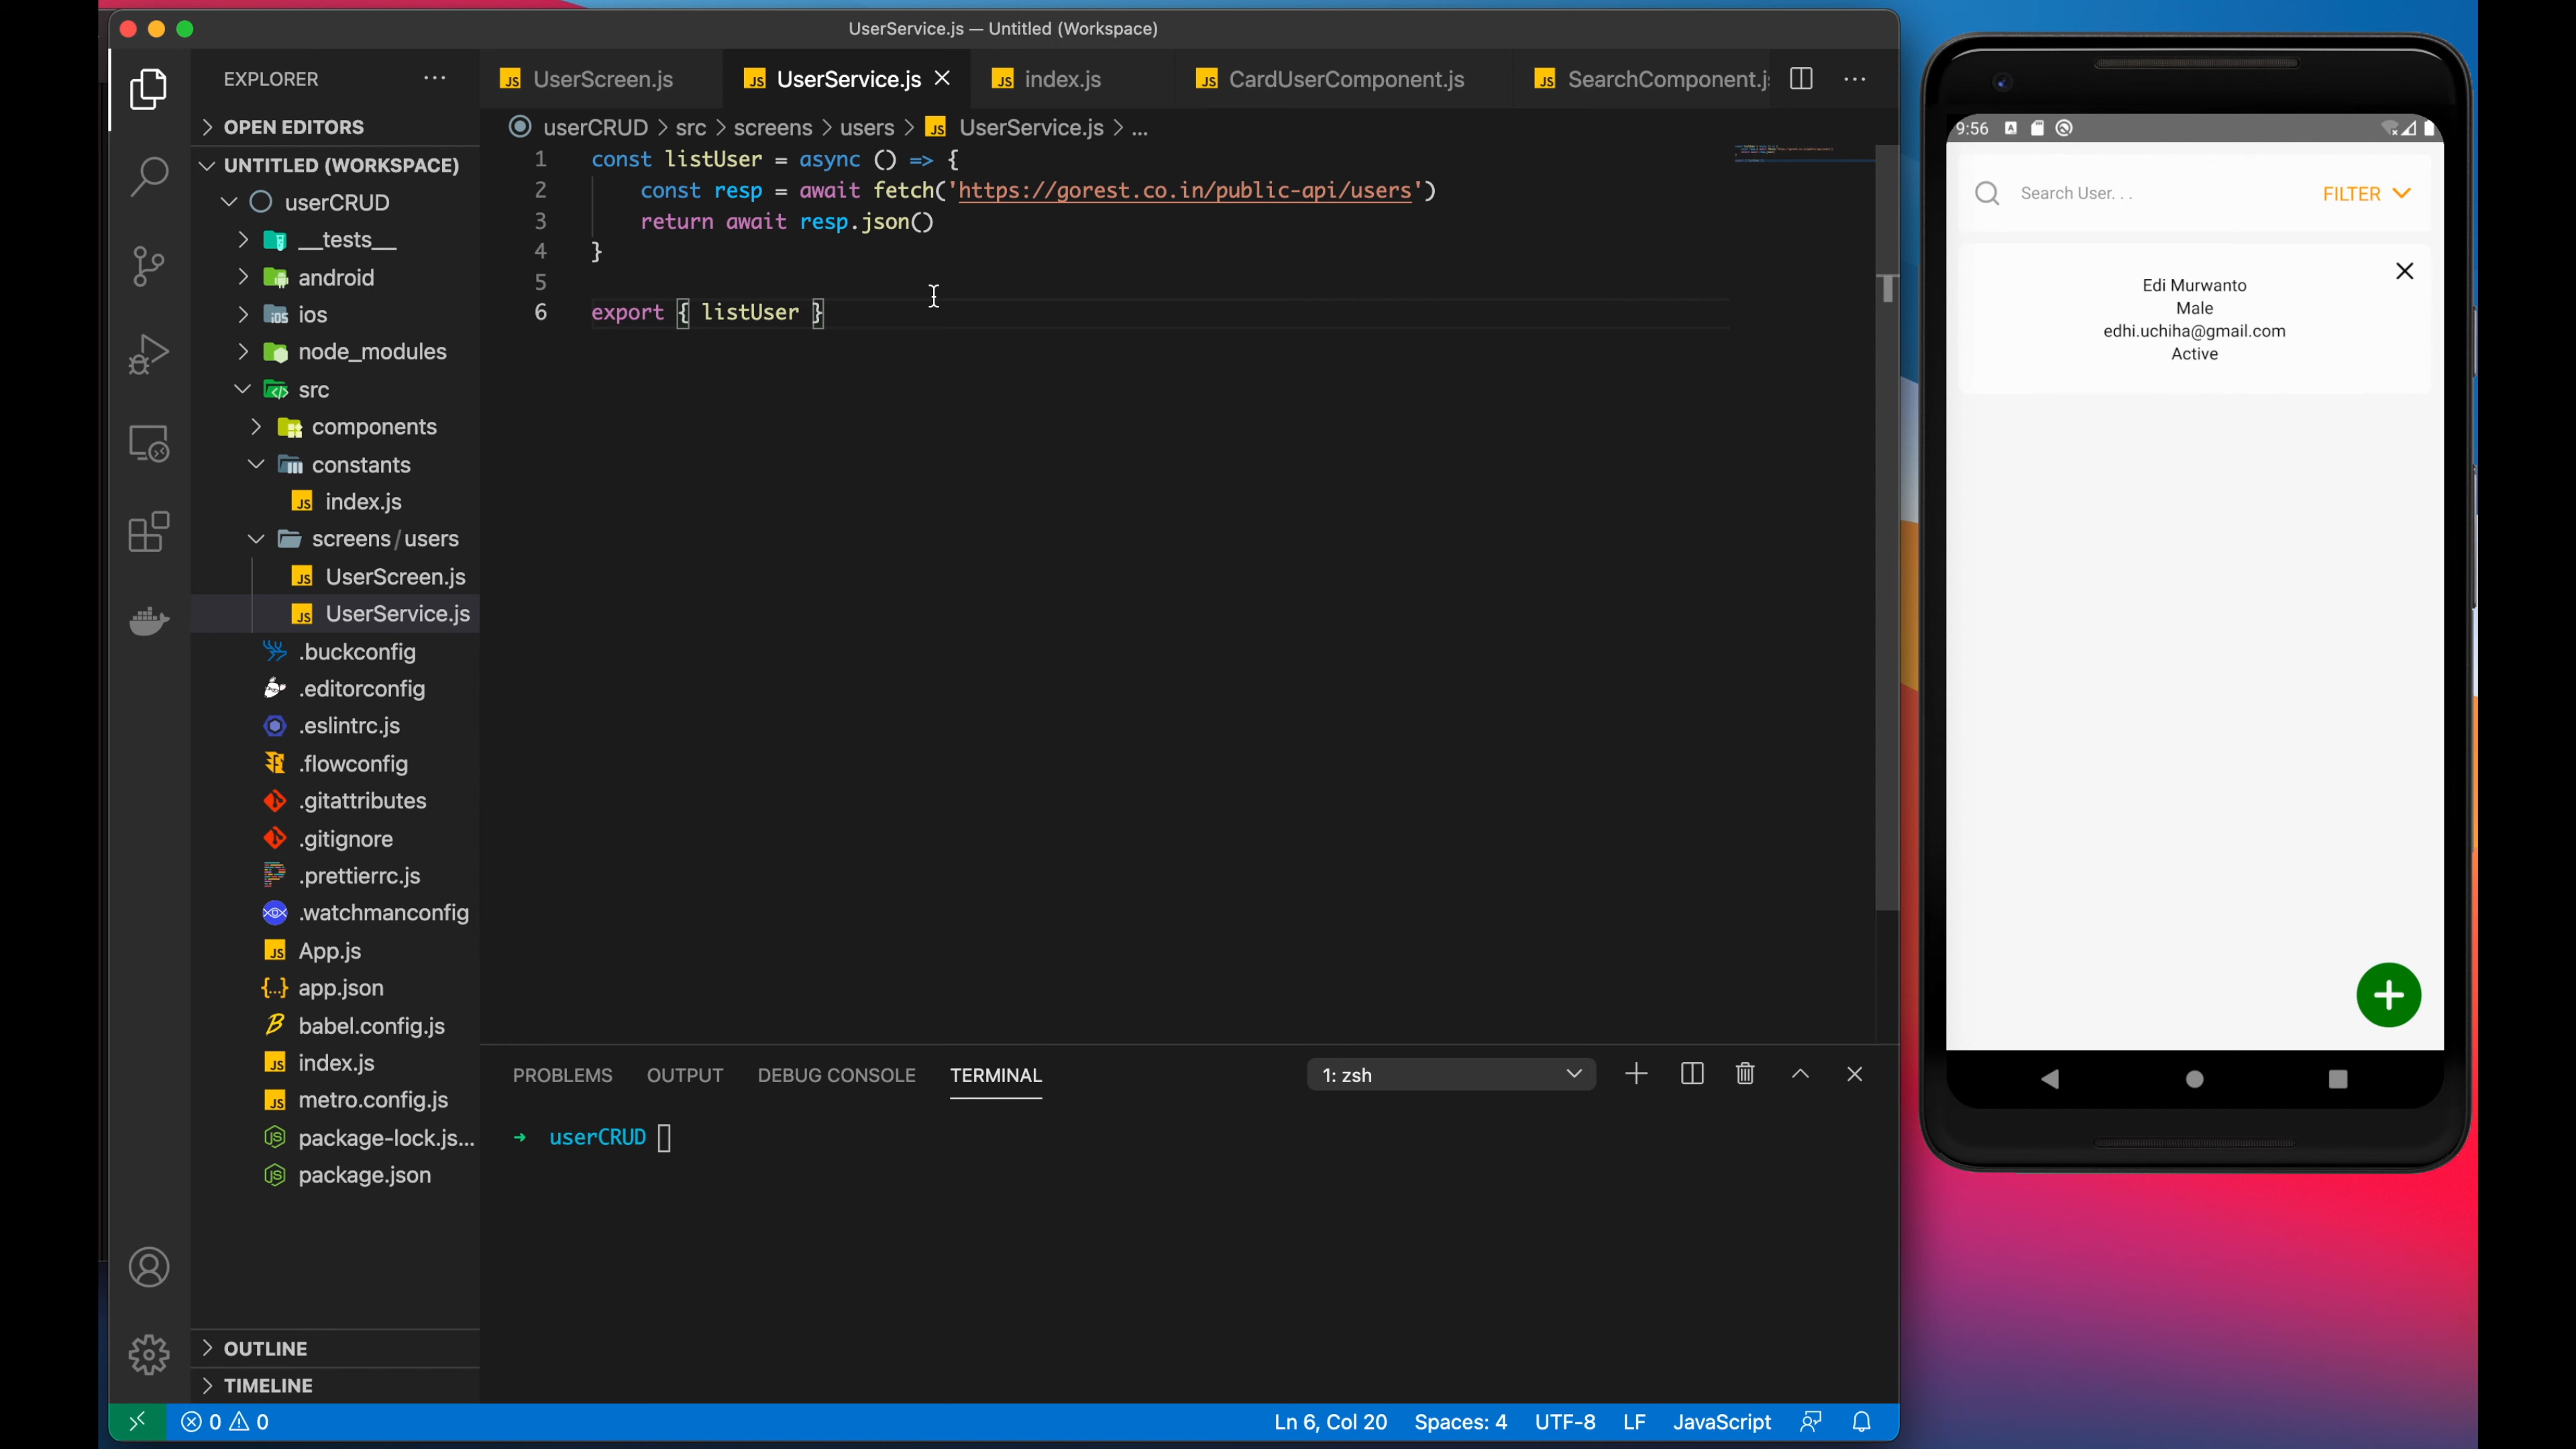 UserService.js — Untitled (Workspace)
EXPLORER
OPEN EDITORS
UNTITLED (WORKSPACE)
userCRUD
__tests__
android
ios
node_modules
src
components
constants
index.js
screens/users
UserScreen.js
UserService.js
.buckconfig
.editorconfig
.eslintrc.js
.flowconfig
.gitattributes
.gitignore
.prettierrc.js
.watchmanconfig
App.js
app.json
babel.config.js
index.js
metro.config.js
package-lock.js...
package.json
OUTLINE
TIMELINE
UserScreen.js UserService.js index.js CardUserComponent.js SearchComponent.j
userCRUD > src > screens > users > UserService.js > ...
1 const listUser = async () => {
2 const resp = await fetch('https://gorest.co.in/public-api/users')
3 return await resp.json()
4 }
5
6 export { listUser }
PROBLEMS OUTPUT DEBUG CONSOLE TERMINAL 1: zsh
→ userCRUD
0 0 Ln 6, Col 20 Spaces: 4 UTF-8 LF JavaScript
9:56
Search User. . . FILTER
Edi Murwanto
Male
edhi.uchiha@gmail.com
Active